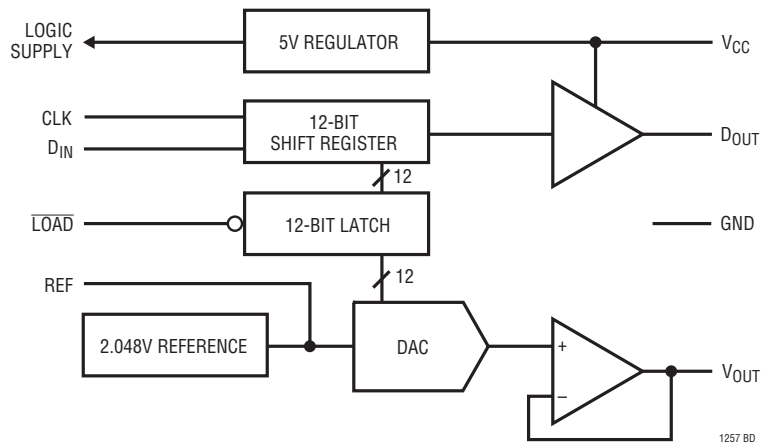 LOGIC
SUPPLY
5V REGULATOR
VCC
CLK
DIN
12-BIT
SHIFT REGISTER
DOUT
12
LOAD
12-BIT LATCH
GND
12
REF
2.048V REFERENCE
DAC
+
–
VOUT
1257 BD